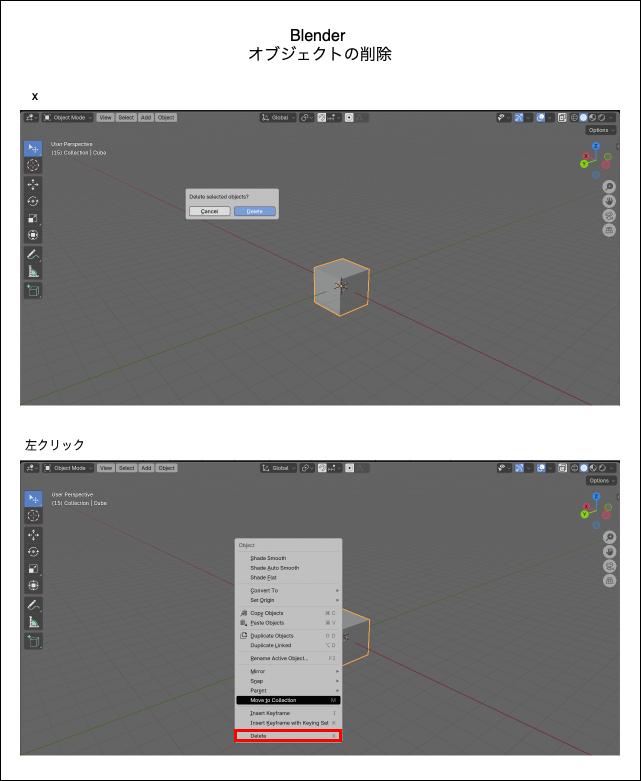 Blender
オブジェクトの削除
x
Object Mode View Select Add Object Global
Options
User Perspective
(15) Collection | Cube
Z
X
Y
Delete selected objects?
Cancel Delete
左クリック
Object Mode View Select Add Object Global
Options
User Perspective
(15) Collection | Cube
Z
X
Y
Object
Shade Smooth
Shade Auto Smooth
Shade Flat
Convert To
Set Origin
Copy Objects ⌘ C
Paste Objects ⌘ V
Duplicate Objects ⇧ D
Duplicate Linked ⌥ D
Rename Active Object... F2
Mirror
Snap
Parent
Move to Collection M
Insert Keyframe I
Insert Keyframe with Keying Set K
Delete X